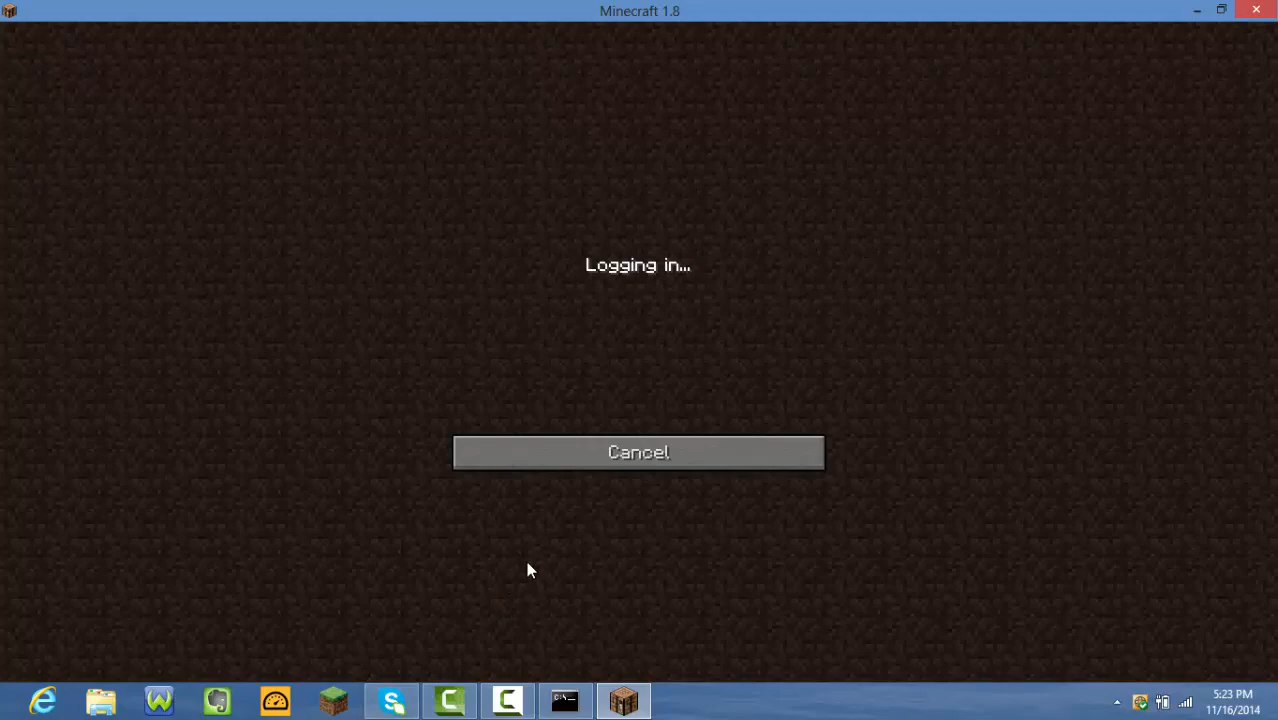 Minecraft 1.8
Logging in...
Cancel
C:\_
5:23 PM
11/16/2014